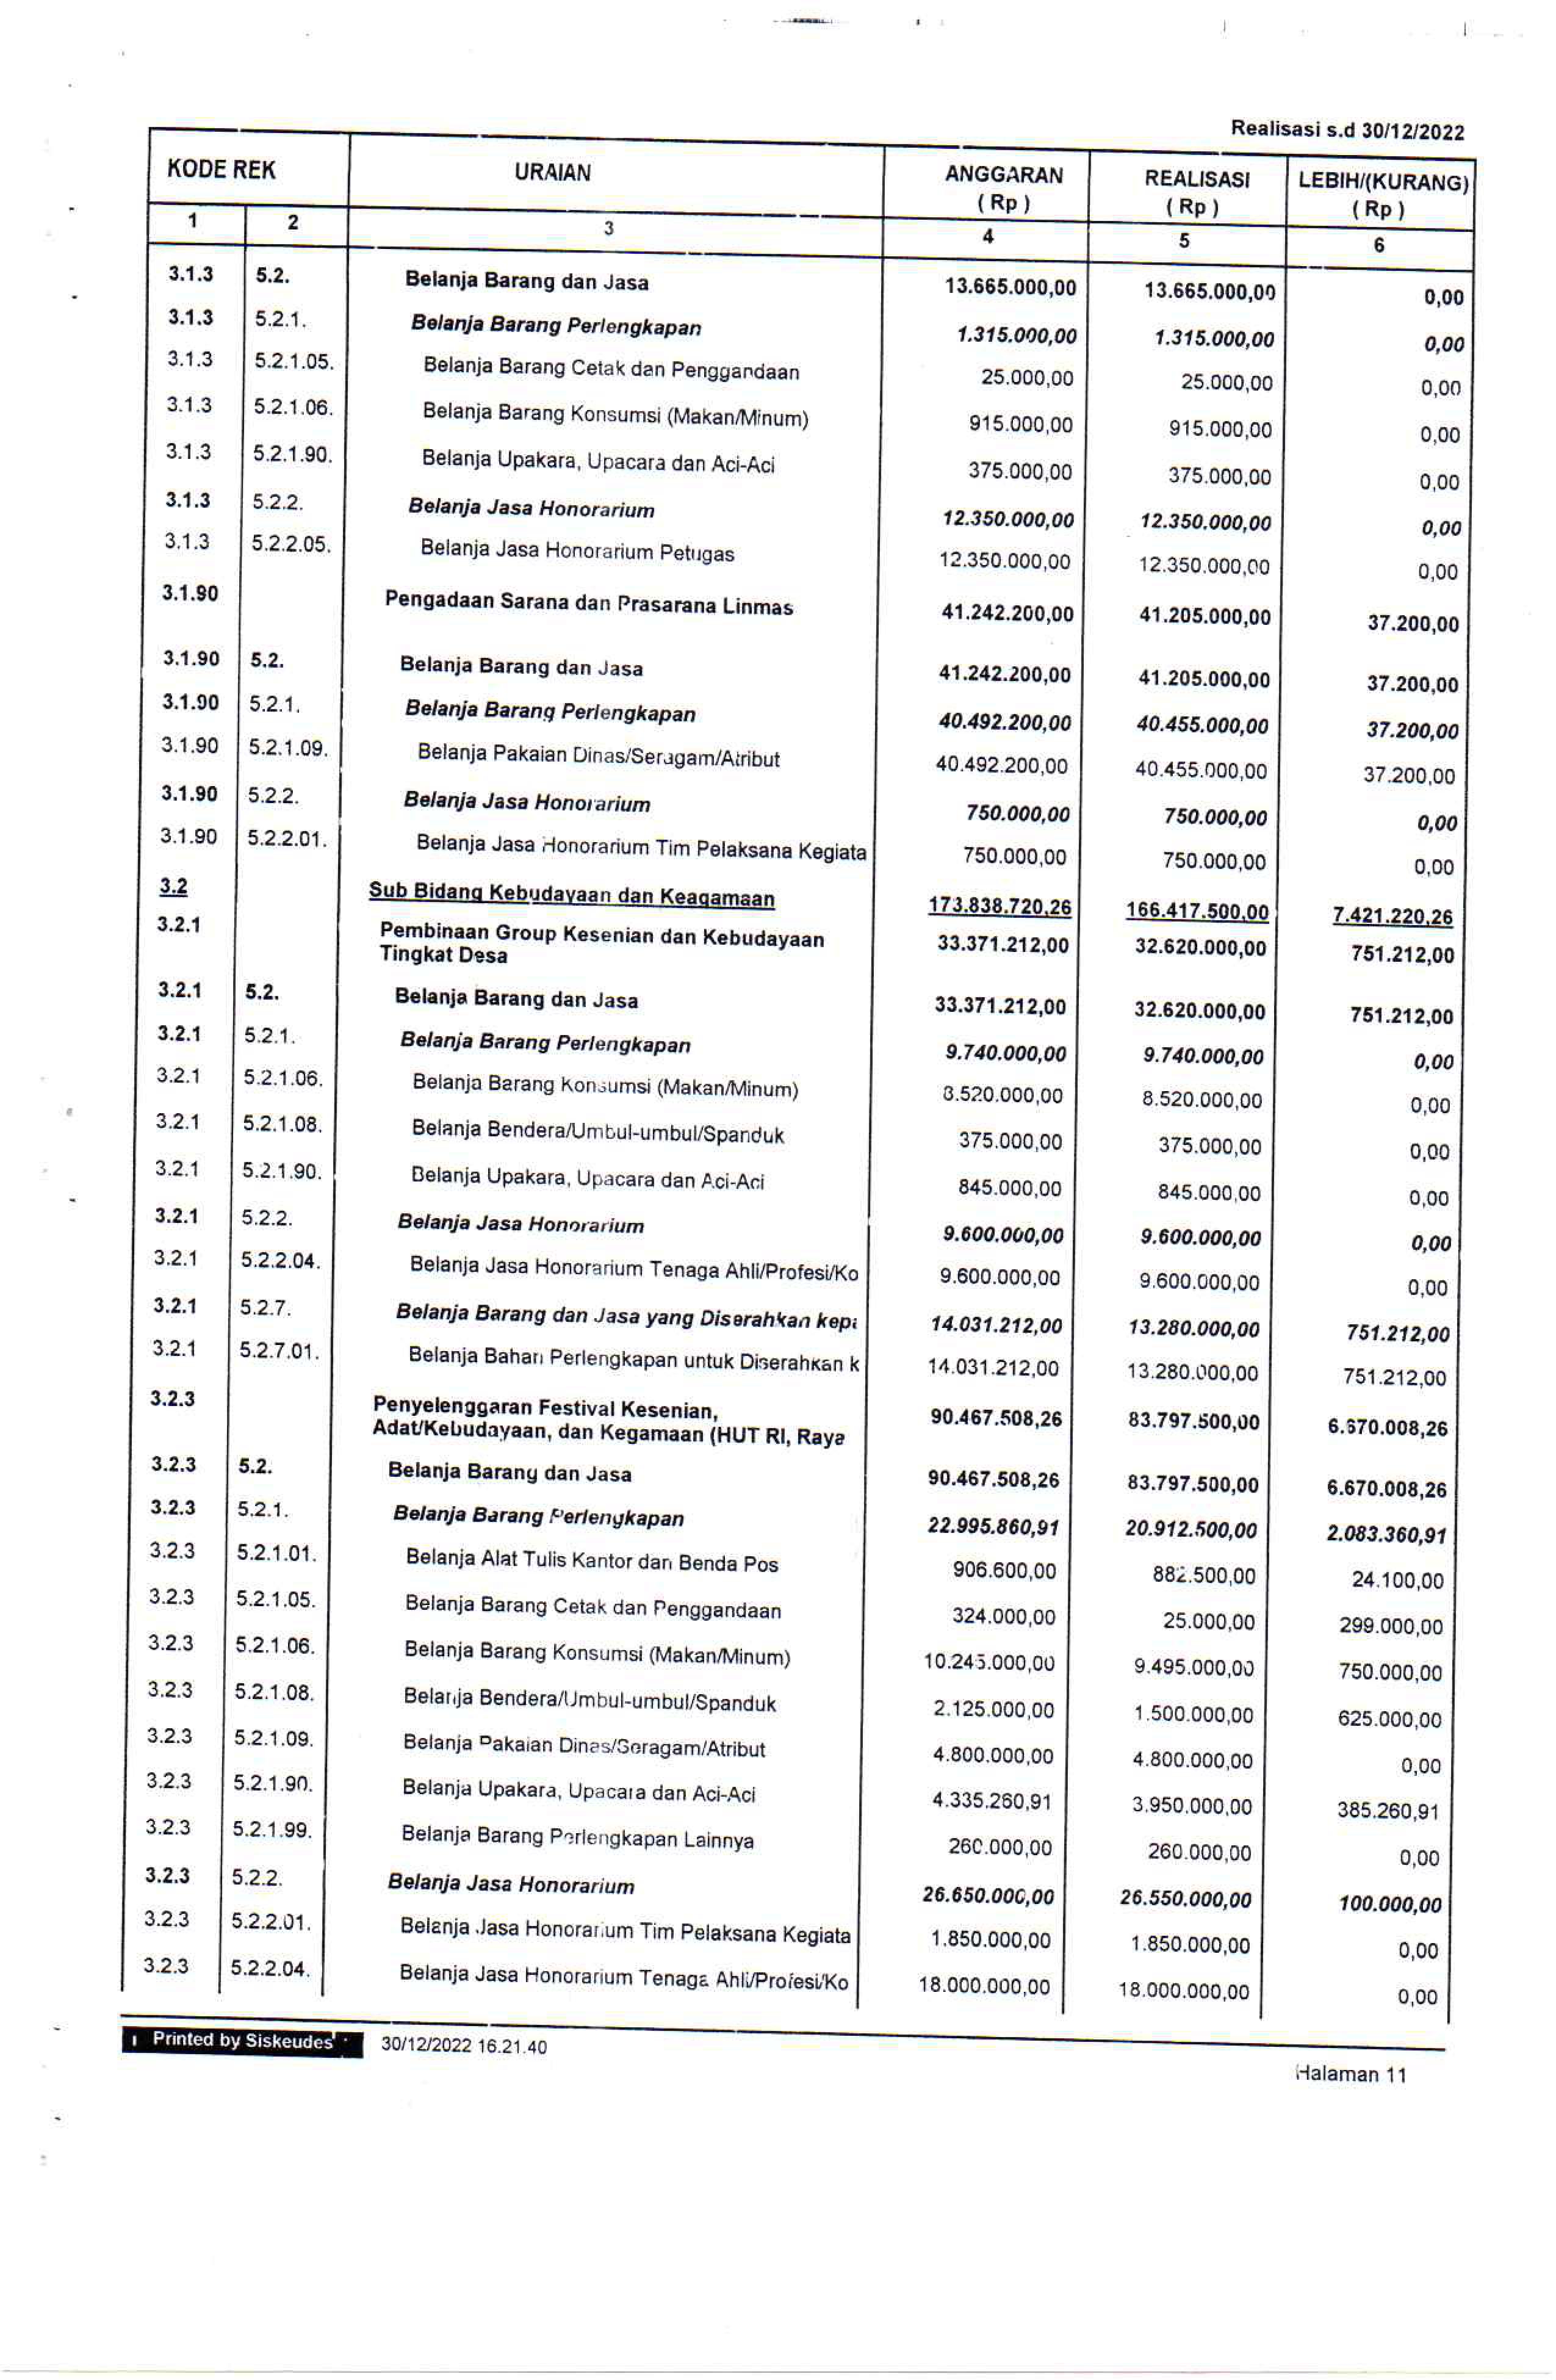 Realisasi s.d 30/12/2022
KODE REK URAIAN ANGGARAN REALISASI LEBIH/(KURANG)
( Rp ) ( Rp ) ( Rp )
1 2 3 4 5 6
3.1.3 5.2. Belanja Barang dan Jasa 13.665.000,00 13.665.000,00 0,00
3.1.3 5.2.1. Belanja Barang Perlengkapan 1.315.000,00 1.315.000,00 0,00
3.1.3 5.2.1.05. Belanja Barang Cetak dan Penggandaan 25.000,00 25.000,00 0,00
3.1.3 5.2.1.06. Belanja Barang Konsumsi (Makan/Minum) 915.000,00 915.000,00 0,00
3.1.3 5.2.1.90. Belanja Upakara, Upacara dan Aci-Aci 375.000,00 375.000,00 0,00
3.1.3 5.2.2. Belanja Jasa Honorarium 12.350.000,00 12.350.000,00 0,00
3.1.3 5.2.2.05. Belanja Jasa Honorarium Petugas 12.350.000,00 12.350.000,00 0,00
3.1.90 Pengadaan Sarana dan Prasarana Linmas 41.242.200,00 41.205.000,00 37.200,00
3.1.90 5.2. Belanja Barang dan Jasa 41.242.200,00 41.205.000,00 37.200,00
3.1.90 5.2.1. Belanja Barang Perlengkapan 40.492.200,00 40.455.000,00 37.200,00
3.1.90 5.2.1.09. Belanja Pakaian Dinas/Seragam/Atribut 40.492.200,00 40.455.000,00 37.200,00
3.1.90 5.2.2. Belanja Jasa Honorarium 750.000,00 750.000,00 0,00
3.1.90 5.2.2.01. Belanja Jasa Honorarium Tim Pelaksana Kegiata 750.000,00 750.000,00 0,00
3.2 Sub Bidang Kebudayaan dan Keagamaan 173.838.720,26 166.417.500,00 7.421.220,26
3.2.1 Pembinaan Group Kesenian dan Kebudayaan 33.371.212,00 32.620.000,00 751.212,00
Tingkat Desa
3.2.1 5.2. Belanja Barang dan Jasa 33.371.212,00 32.620.000,00 751.212,00
3.2.1 5.2.1. Belanja Barang Perlengkapan 9.740.000,00 9.740.000,00 0,00
3.2.1 5.2.1.06. Belanja Barang Konsumsi (Makan/Minum) 8.520.000,00 8.520.000,00 0,00
3.2.1 5.2.1.08. Belanja Bendera/Umbul-umbul/Spanduk 375.000,00 375.000,00 0,00
3.2.1 5.2.1.90. Belanja Upakara, Upacara dan Aci-Aci 845.000,00 845.000,00 0,00
3.2.1 5.2.2. Belanja Jasa Honorarium 9.600.000,00 9.600.000,00 0,00
3.2.1 5.2.2.04. Belanja Jasa Honorarium Tenaga Ahli/Profesi/Ko 9.600.000,00 9.600.000,00 0,00
3.2.1 5.2.7. Belanja Barang dan Jasa yang Diserahkan kepa 14.031.212,00 13.280.000,00 751.212,00
3.2.1 5.2.7.01. Belanja Bahan Perlengkapan untuk Diserahkan k 14.031.212,00 13.280.000,00 751.212,00
3.2.3 Penyelenggaran Festival Kesenian, 90.467.508,26 83.797.500,00 6.670.008,26
Adat/Kebudayaan, dan Kegamaan (HUT RI, Raya
3.2.3 5.2. Belanja Barang dan Jasa 90.467.508,26 83.797.500,00 6.670.008,26
3.2.3 5.2.1. Belanja Barang Perlengkapan 22.995.860,91 20.912.500,00 2.083.360,91
3.2.3 5.2.1.01. Belanja Alat Tulis Kantor dan Benda Pos 906.600,00 882.500,00 24.100,00
3.2.3 5.2.1.05. Belanja Barang Cetak dan Penggandaan 324.000,00 25.000,00 299.000,00
3.2.3 5.2.1.06. Belanja Barang Konsumsi (Makan/Minum) 10.245.000,00 9.495.000,00 750.000,00
3.2.3 5.2.1.08. Belanja Bendera/Umbul-umbul/Spanduk 2.125.000,00 1.500.000,00 625.000,00
3.2.3 5.2.1.09. Belanja Pakaian Dinas/Seragam/Atribut 4.800.000,00 4.800.000,00 0,00
3.2.3 5.2.1.90. Belanja Upakara, Upacara dan Aci-Aci 4.335.260,91 3.950.000,00 385.260,91
3.2.3 5.2.1.99. Belanja Barang Perlengkapan Lainnya 260.000,00 260.000,00 0,00
3.2.3 5.2.2. Belanja Jasa Honorarium 26.650.000,00 26.550.000,00 100.000,00
3.2.3 5.2.2.01. Belanja Jasa Honorarium Tim Pelaksana Kegiata 1.850.000,00 1.850.000,00 0,00
3.2.3 5.2.2.04. Belanja Jasa Honorarium Tenaga Ahli/Profesi/Ko 18.000.000,00 18.000.000,00 0,00
Printed by Siskeudes 30/12/2022 16.21.40
Halaman 11